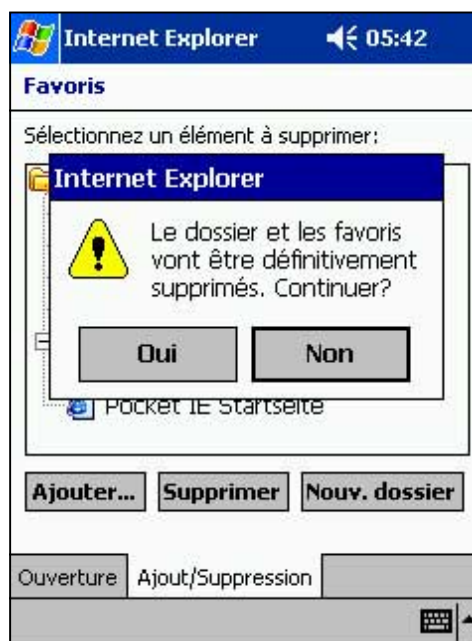 Internet Explorer 05:42
Favoris
Sélectionnez un élément à supprimer:
Internet Explorer
Le dossier et les favoris
vont être définitivement
supprimés. Continuer?
Oui Non
Pocket IE Startseite
Ajouter... Supprimer Nouv. dossier
Ouverture Ajout/Suppression